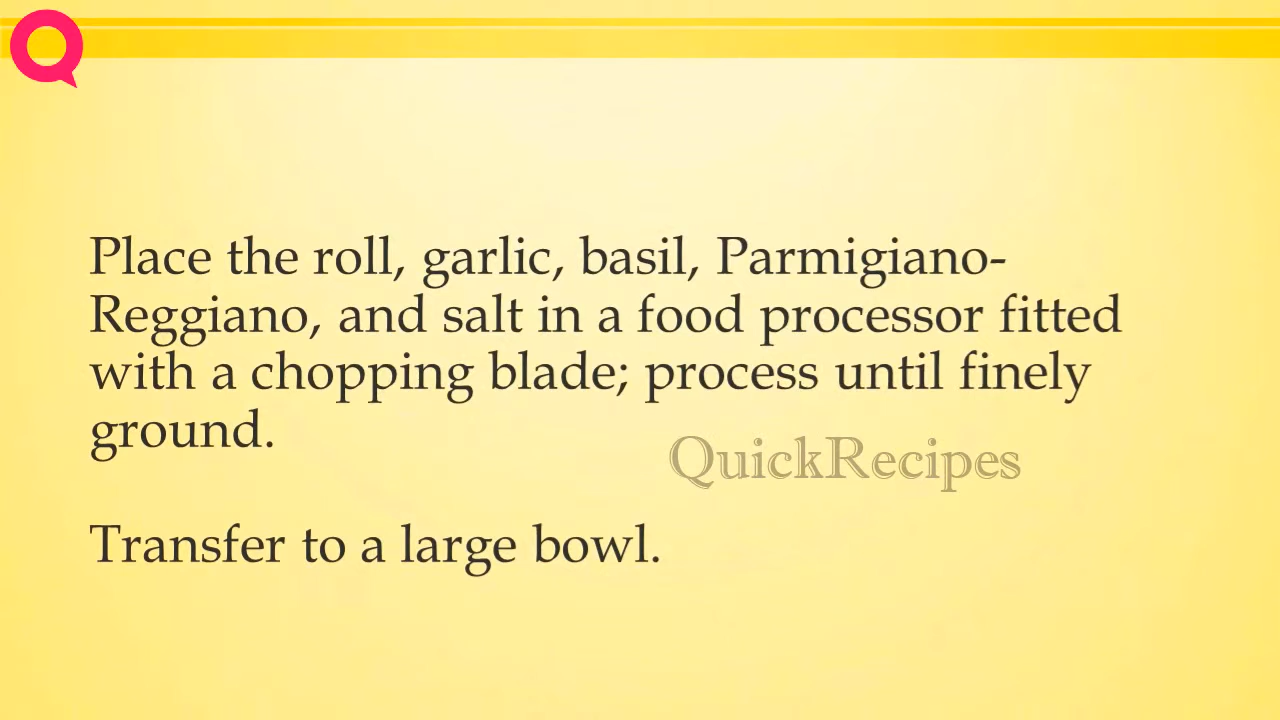 Place the roll, garlic, basil, Parmigiano-
Reggiano, and salt in a food processor fitted
with a chopping blade; process until finely
ground.
QuickRecipes
Transfer to a large bowl.